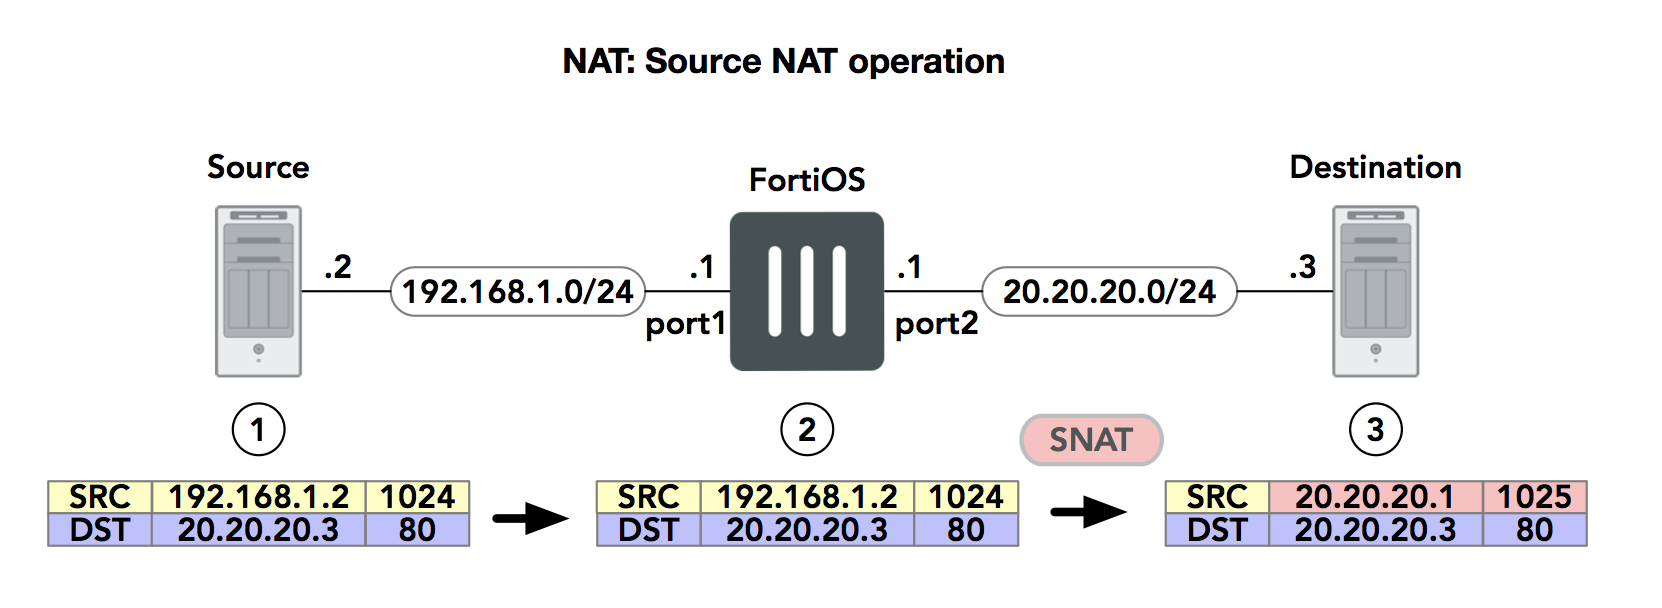 NAT: Source NAT operation
Source
FortiOS
Destination
.2
192.168.1.0/24
.1
port1
.1
port2
20.20.20.0/24
.3
1
2
SNAT
3
SRC 192.168.1.2 1024
DST 20.20.20.3 80
SRC 192.168.1.2 1024
DST 20.20.20.3 80
SRC 20.20.20.1 1025
DST 20.20.20.3 80